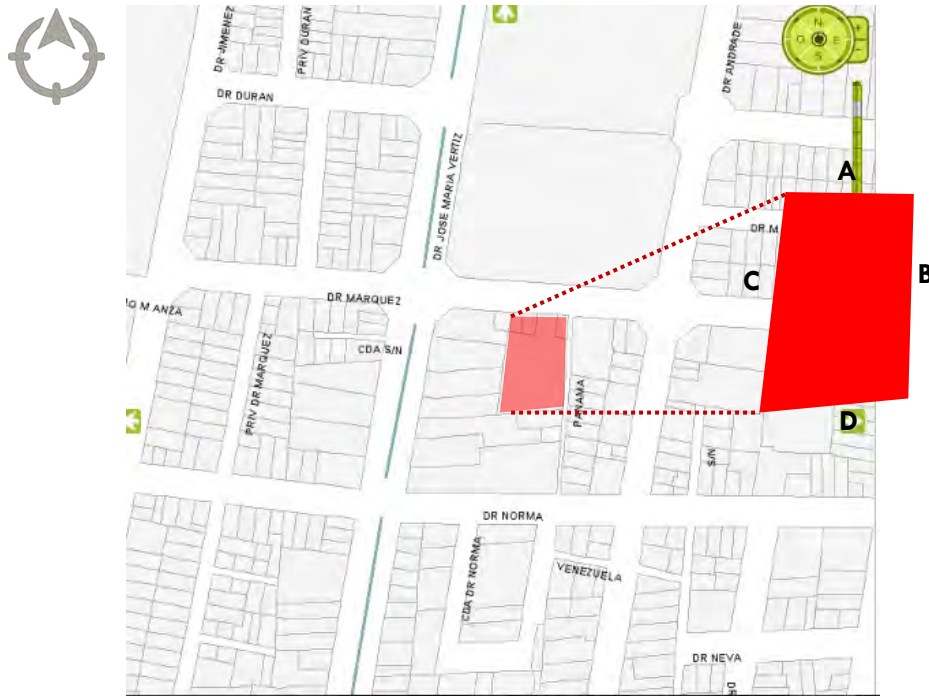 N
O
E
S
+
-
DR JIMENEZ
PRIV DURAN
DR ANDRADE
DR DURAN
DR JOSE MARIA VERTIZ
A
DR.M
C
B
DR MARQUEZ
M ANZA
CDA S/N
PRIV DR MARQUEZ
PANAMA
D
S/N
DR NORMA
CDA DR NORMA
VENEZUELA
DR NEVA
DR